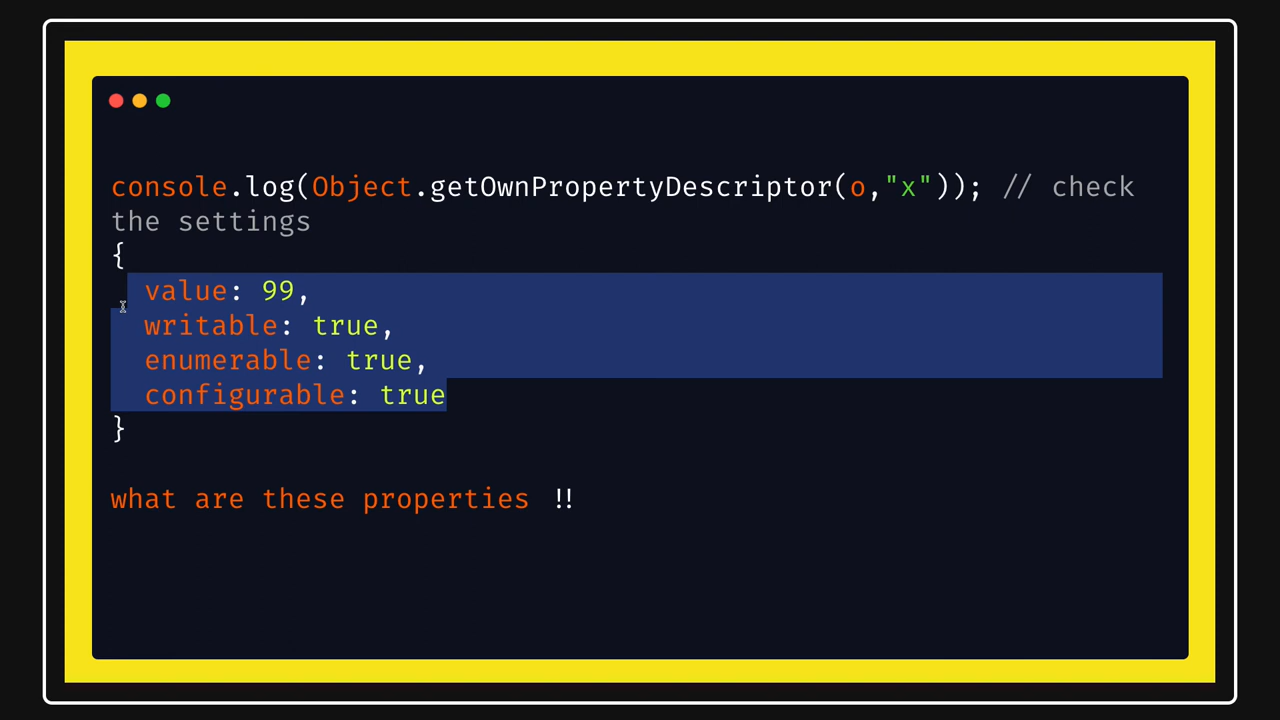 console.log(Object.getOwnPropertyDescriptor(o,"x")); // check
the settings
{
  value: 99,
  writable: true,
  enumerable: true,
  configurable: true
}
what are these properties !!